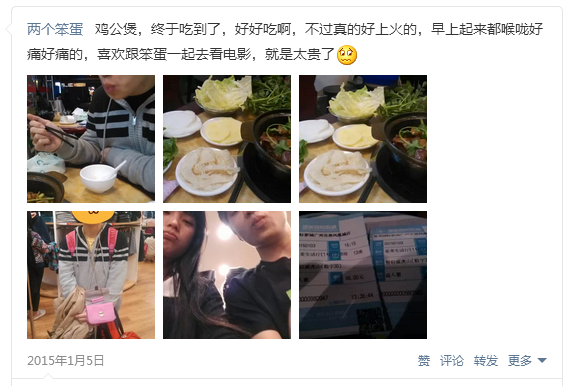 两个笨蛋 鸡公煲，终于吃到了，好好吃啊，不过真的好上火的，早上起来都喉咙好
痛好痛的，喜欢跟笨蛋一起去看电影，就是太贵了
2015年1月5日 赞 评论 转发 更多